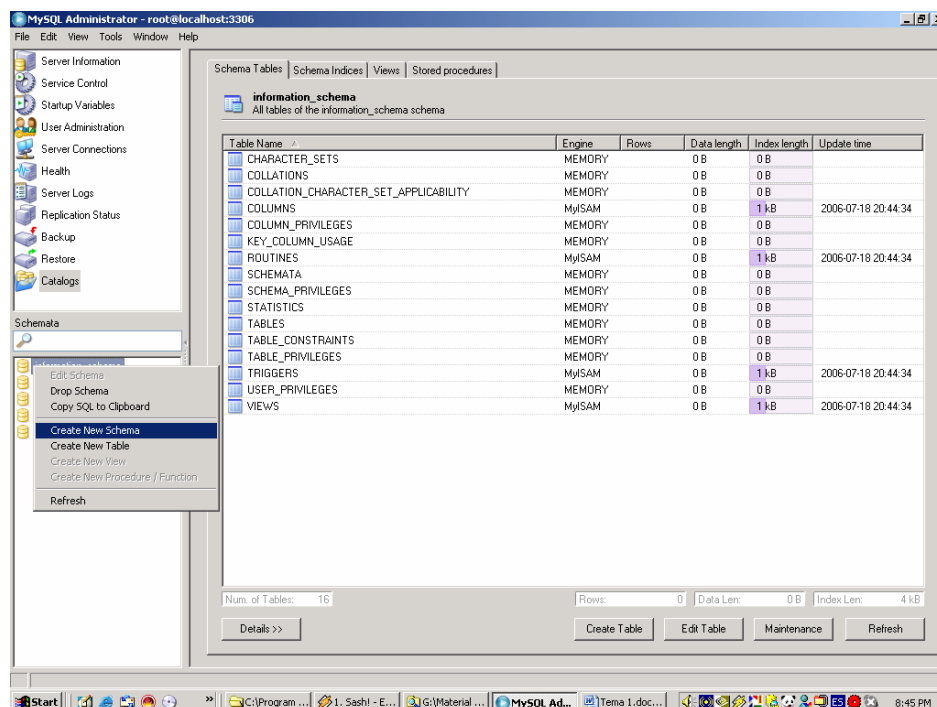 MySQL Administrator - root@localhost:3306
File Edit View Tools Window Help
Server Information
Service Control
Startup Variables
User Administration
Server Connections
Health
Server Logs
Replication Status
Backup
Restore
Catalogs
Schemata
information_schema
Edit Schema
Drop Schema
Copy SQL to Clipboard
Create New Schema
Create New Table
Create New View
Create New Procedure / Function
Refresh
Schema Tables Schema Indices Views Stored procedures
information_schema
All tables of the information_schema schema
Table Name Engine Rows Data length Index length Update time
CHARACTER_SETS MEMORY 0 B 0 B
COLLATIONS MEMORY 0 B 0 B
COLLATION_CHARACTER_SET_APPLICABILITY MEMORY 0 B 0 B
COLUMNS MyISAM 0 B 1 kB 2006-07-18 20:44:34
COLUMN_PRIVILEGES MEMORY 0 B 0 B
KEY_COLUMN_USAGE MEMORY 0 B 0 B
ROUTINES MyISAM 0 B 1 kB 2006-07-18 20:44:34
SCHEMATA MEMORY 0 B 0 B
SCHEMA_PRIVILEGES MEMORY 0 B 0 B
STATISTICS MEMORY 0 B 0 B
TABLES MEMORY 0 B 0 B
TABLE_CONSTRAINTS MEMORY 0 B 0 B
TABLE_PRIVILEGES MEMORY 0 B 0 B
TRIGGERS MyISAM 0 B 1 kB 2006-07-18 20:44:34
USER_PRIVILEGES MEMORY 0 B 0 B
VIEWS MyISAM 0 B 1 kB 2006-07-18 20:44:34
Num. of Tables: 16 Rows: 0 Data Len: 0 B Index Len: 4 kB
Details >> Create Table Edit Table Maintenance Refresh
Start » C:\Program ... 1. Sash! - E... G:\Material ... MySQL Ad... Tema 1.doc... ES 8:45 PM